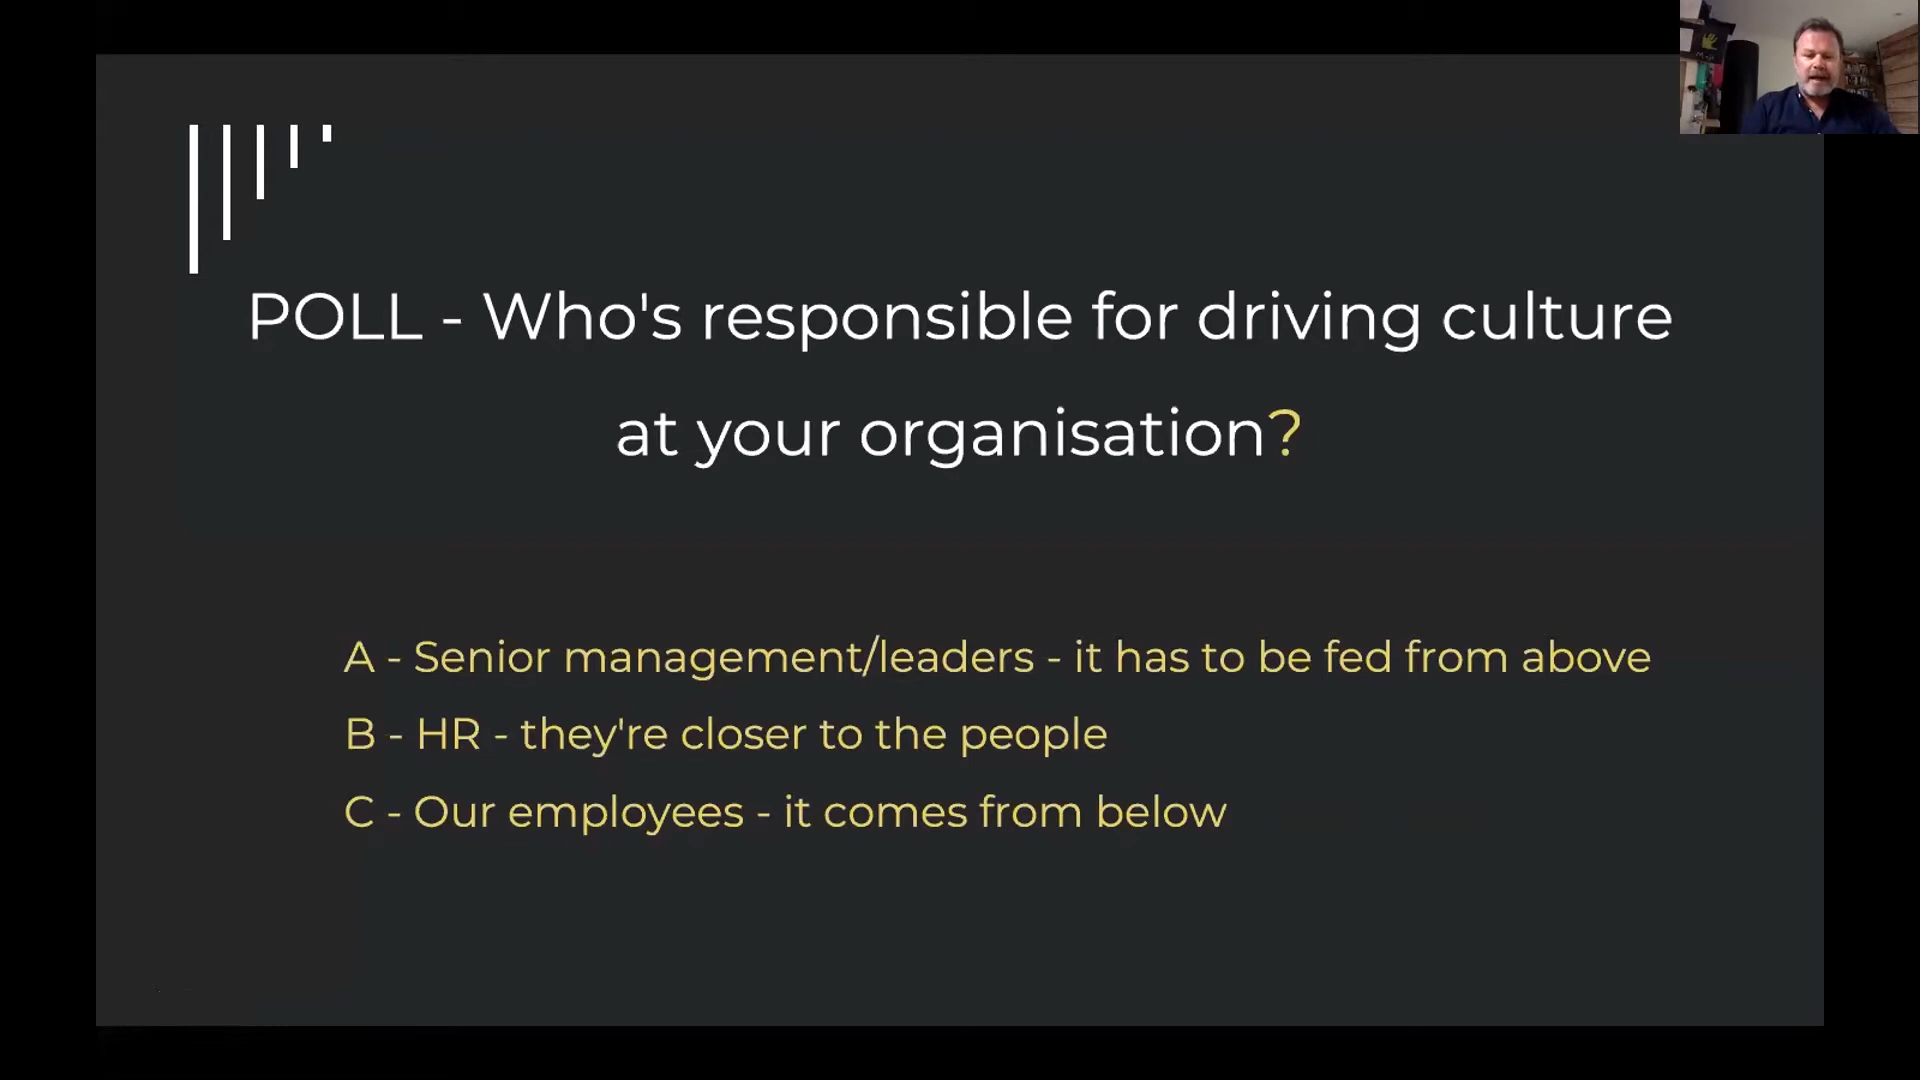 POLL - Who's responsible for driving culture
at your organisation?
A - Senior management/leaders - it has to be fed from above
B - HR - they're closer to the people
C - Our employees - it comes from below